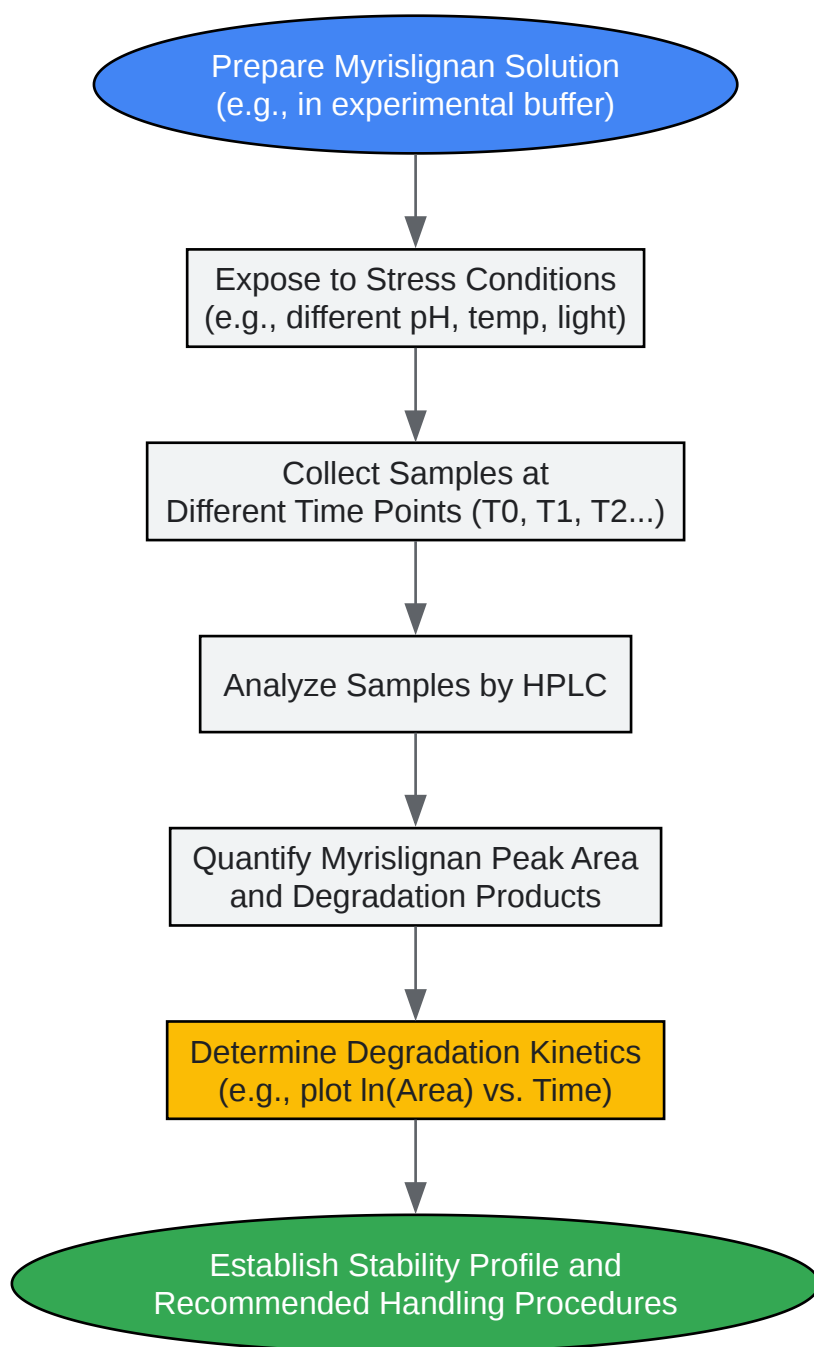 Prepare Myrislignan Solution
(e.g., in experimental buffer)
Expose to Stress Conditions
(e.g., different pH, temp, light)
Collect Samples at
Different Time Points (T0, T1, T2...)
Analyze Samples by HPLC
Quantify Myrislignan Peak Area
and Degradation Products
Determine Degradation Kinetics
(e.g., plot ln(Area) vs. Time)
Establish Stability Profile and
Recommended Handling Procedures